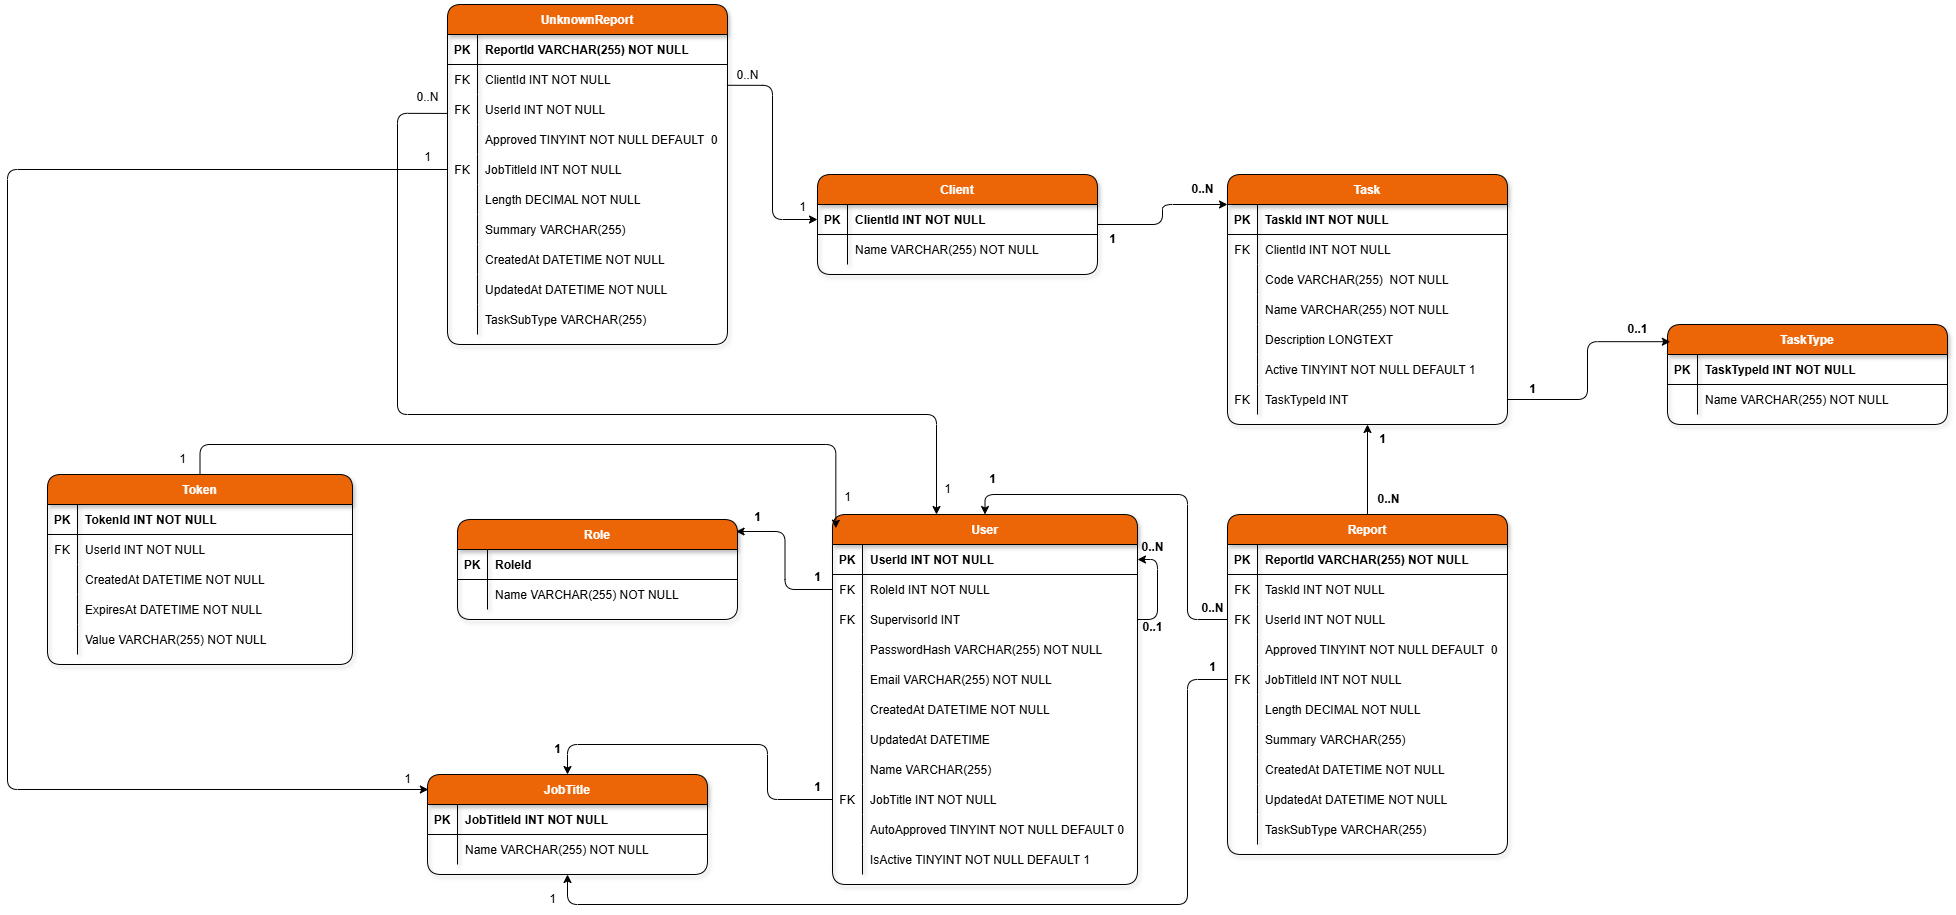 UnknownReport
PK ReportId VARCHAR(255) NOT NULL
FK ClientId INT NOT NULL
FK UserId INT NOT NULL
Approved TINYINT NOT NULL DEFAULT 0
FK JobTitleId INT NOT NULL
Length DECIMAL NOT NULL
Summary VARCHAR(255)
CreatedAt DATETIME NOT NULL
UpdatedAt DATETIME NOT NULL
TaskSubType VARCHAR(255)
0..N
0..N
1
1
Client
PK ClientId INT NOT NULL
Name VARCHAR(255) NOT NULL
1
0..N
Task
PK TaskId INT NOT NULL
FK ClientId INT NOT NULL
Code VARCHAR(255) NOT NULL
Name VARCHAR(255) NOT NULL
Description LONGTEXT
Active TINYINT NOT NULL DEFAULT 1
FK TaskTypeId INT
1
0..1
TaskType
PK TaskTypeId INT NOT NULL
Name VARCHAR(255) NOT NULL
1
0..N
1
Token
PK TokenId INT NOT NULL
FK UserId INT NOT NULL
CreatedAt DATETIME NOT NULL
ExpiresAt DATETIME NOT NULL
Value VARCHAR(255) NOT NULL
Role
PK RoleId
Name VARCHAR(255) NOT NULL
1
1
1
1
1
User
PK UserId INT NOT NULL
FK RoleId INT NOT NULL
FK SupervisorId INT
PasswordHash VARCHAR(255) NOT NULL
Email VARCHAR(255) NOT NULL
CreatedAt DATETIME NOT NULL
UpdatedAt DATETIME
Name VARCHAR(255)
FK JobTitle INT NOT NULL
AutoApproved TINYINT NOT NULL DEFAULT 0
IsActive TINYINT NOT NULL DEFAULT 1
0..N
0..1
0..N
1
Report
PK ReportId VARCHAR(255) NOT NULL
FK TaskId INT NOT NULL
FK UserId INT NOT NULL
Approved TINYINT NOT NULL DEFAULT 0
FK JobTitleId INT NOT NULL
Length DECIMAL NOT NULL
Summary VARCHAR(255)
CreatedAt DATETIME NOT NULL
UpdatedAt DATETIME NOT NULL
TaskSubType VARCHAR(255)
1
1
1
JobTitle
PK JobTitleId INT NOT NULL
Name VARCHAR(255) NOT NULL
1